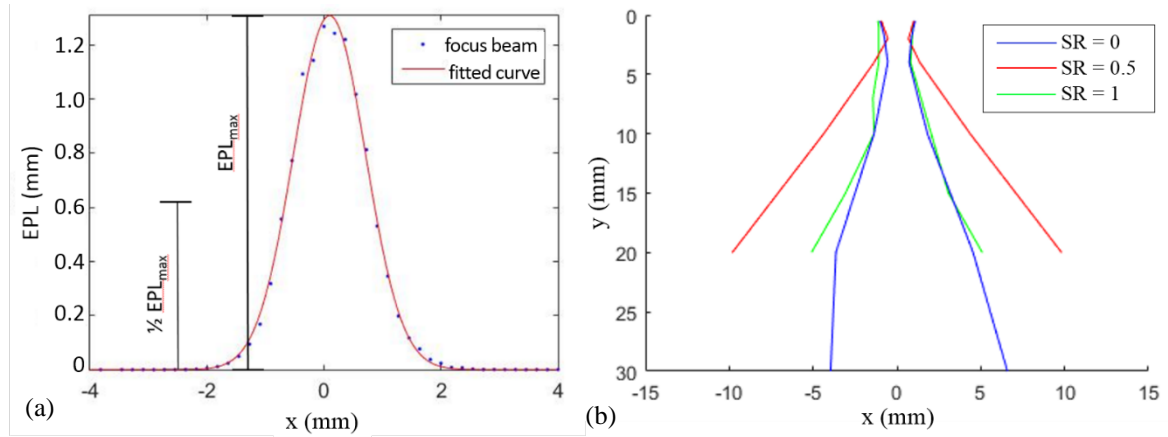 1.2
1.0
0.8
0.6
0.4
0.2
0
EPL (mm)
½ EPLmax
EPLmax
focus beam
fitted curve
-4
-2
0
2
4
x (mm)
(a)
0
5
10
15
20
25
30
y (mm)
SR = 0
SR = 0.5
SR = 1
-15
-10
-5
0
5
10
15
x (mm)
(b)